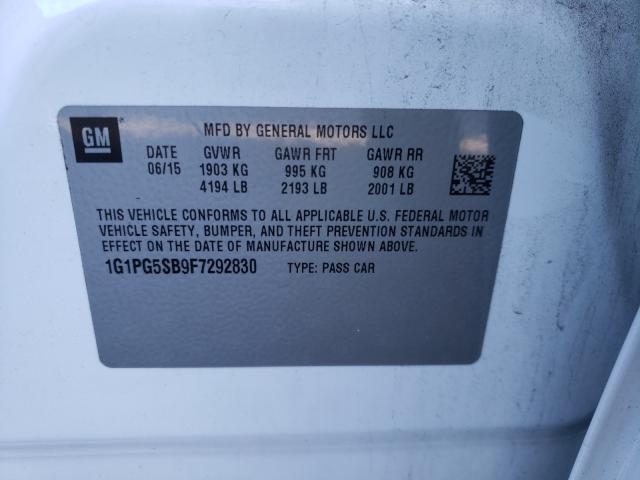 GM
MFD BY GENERAL MOTORS LLC
DATE GVWR GAWR FRT GAWR RR
06/15 1903 KG 995 KG 908 KG
4194 LB 2193 LB 2001 LB
THIS VEHICLE CONFORMS TO ALL APPLICABLE U.S. FEDERAL MOTOR
VEHICLE SAFETY, BUMPER, AND THEFT PREVENTION STANDARDS IN
EFFECT ON THE DATE OF MANUFACTURE SHOWN ABOVE.
1G1PG5SB9F7292830 TYPE: PASS CAR